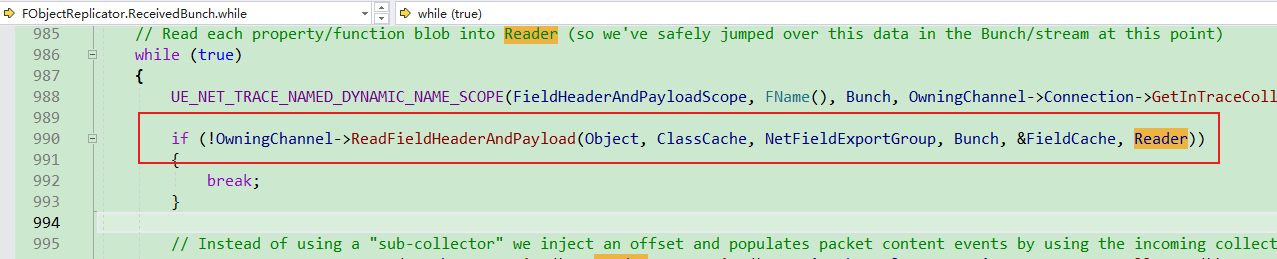 FObjectReplicator.ReceivedBunch.while
while (true)
985 // Read each property/function blob into Reader (so we've safely jumped over this data in the Bunch/stream at this point)
986 while (true)
987 {
988 UE_NET_TRACE_NAMED_DYNAMIC_NAME_SCOPE(FieldHeaderAndPayloadScope, FName(), Bunch, OwningChannel->Connection->GetInTraceColl
989
990 if (!OwningChannel->ReadFieldHeaderAndPayload(Object, ClassCache, NetFieldExportGroup, Bunch, &FieldCache, Reader))
991 {
992 break;
993 }
994
995 // Instead of using a "sub-collector" we inject an offset and populates packet content events by using the incoming collect